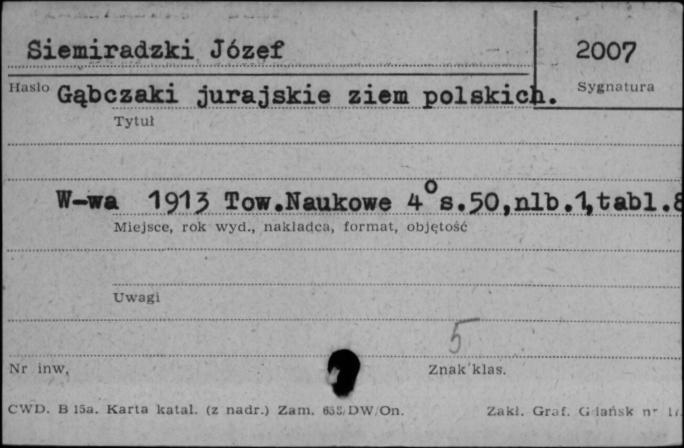 Siemiradzki Józef 2007
Hasło Sygnatura
Gąbczaki jurajskie ziem polskich.
Tytuł
W-wa 1913 Tow.Naukowe 4° s.50,nlb.1,tabl.8
Miejsce, rok wyd., nakładca, format, objętość
Uwagi
5
Nr inw. Znak klas.
CWD. B 15a. Karta katal. (z nadr.) Zam. DW/On. Zakł. Graf. Gdańsk nr